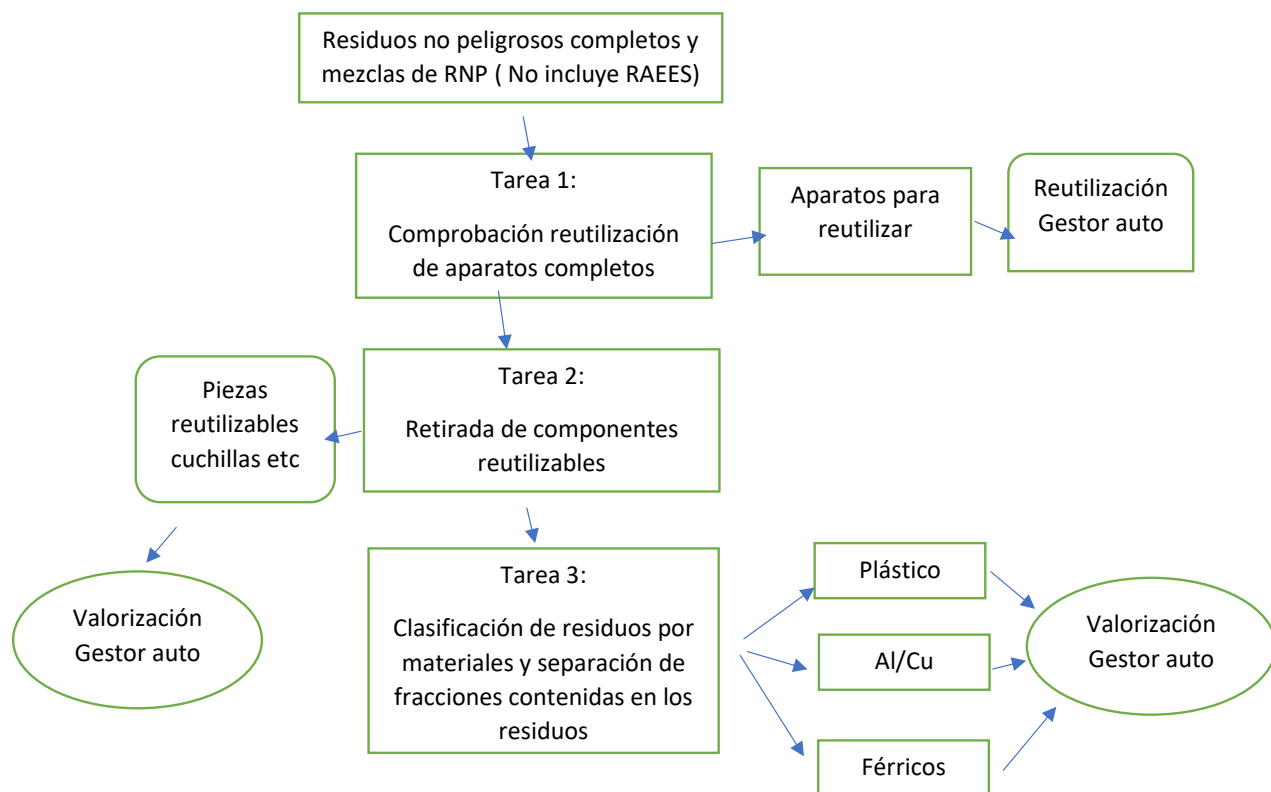 Residuos no peligrosos completos y
mezclas de RNP ( No incluye RAEES)
Tarea 1:
Comprobación reutilización
de aparatos completos
Aparatos para
reutilizar
Reutilización
Gestor auto
Tarea 2:
Retirada de componentes
reutilizables
Piezas
reutilizables
cuchillas etc
Valorización
Gestor auto
Tarea 3:
Clasificación de residuos por
materiales y separación de
fracciones contenidas en los
residuos
Plástico
Al/Cu
Férricos
Valorización
Gestor auto